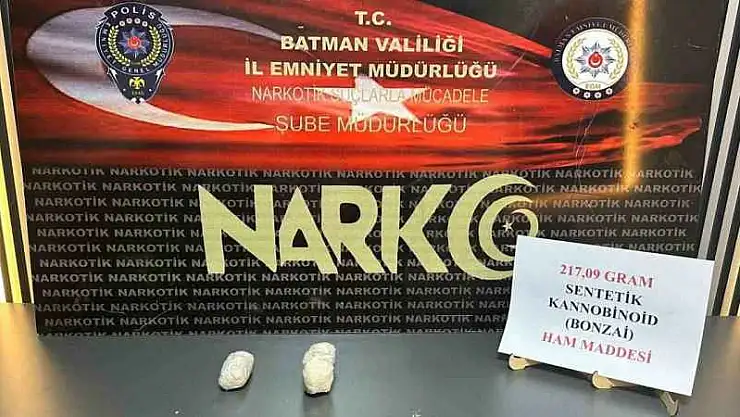 POLİS
T.C.
BATMAN VALİLİĞİ
İL EMNİYET MÜDÜRLÜĞÜ
NARKOTİK SUÇLARLA MÜCADELE
ŞUBE MÜDÜRLÜĞÜ
NARKOTİK NARKOTİK NARKOTİK NARKOTİK NARKOTİK NARKOTİK NARKOTİK NARKOTİK
NARKO
217,09 GRAM
SENTETİK
KANNOBİNOİD
(BONZAİ)
HAM MADDESİ